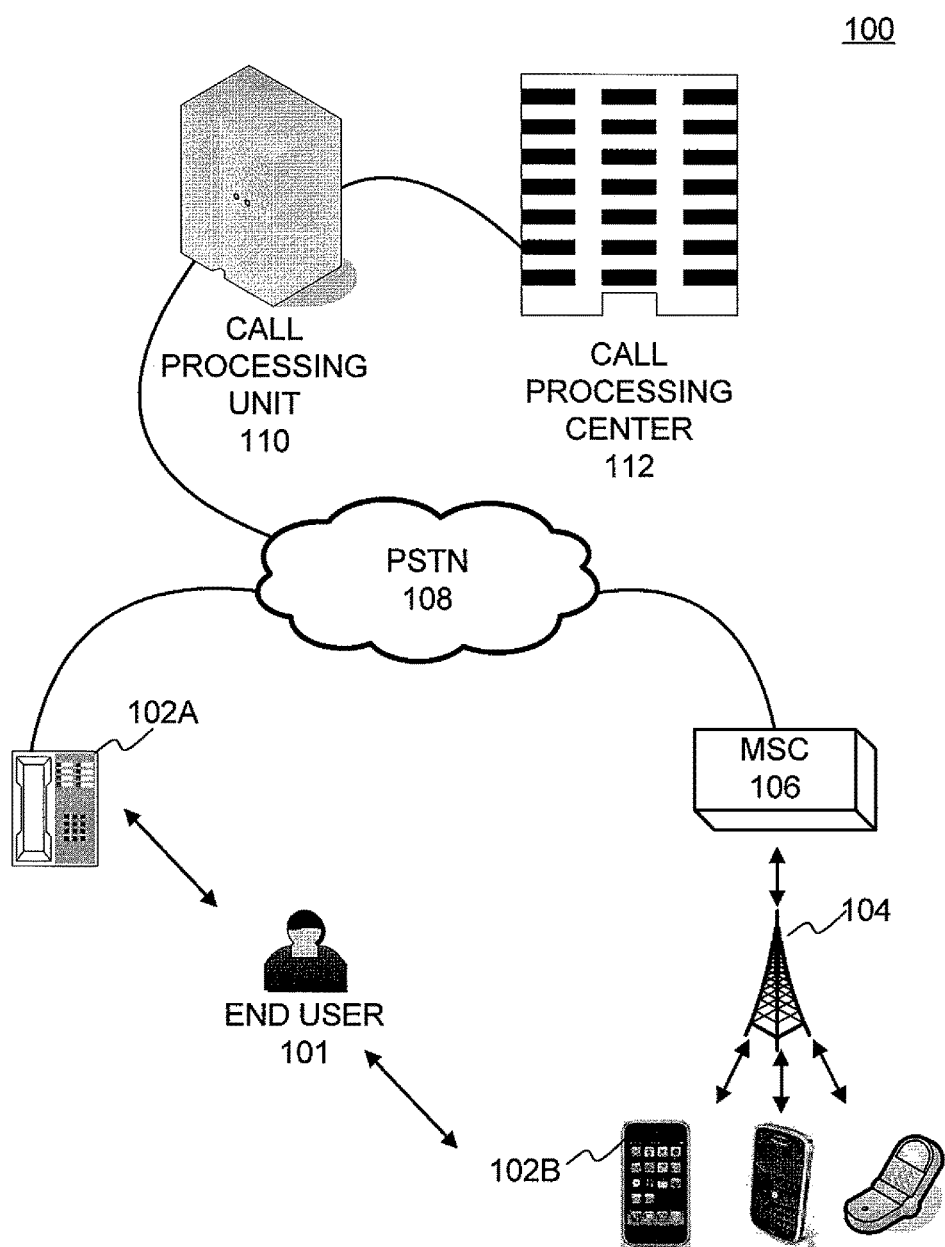 100
CALL
PROCESSING
UNIT
110
CALL
PROCESSING
CENTER
112
PSTN
108
102A
MSC
106
104
END USER
101
102B